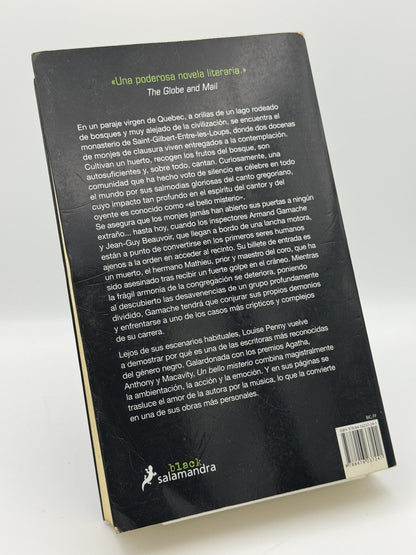 «Una poderosa novela literaria.»
The Globe and Mail
En un paraje virgen de Quebec, a orillas de un lago rodeado
de bosques y muy alejado de la civilización, se encuentra el
monasterio de Saint-Gilbert-Entre-les-Loups, donde dos docenas
de monjes de clausura viven entregados a la contemplación.
Cultivan un huerto, recogen los frutos del bosque, son
autosuficientes y, sobre todo, cantan. Curiosamente, una
comunidad que ha hecho voto de silencio es célebre en todo
el mundo por sus salmodias gloriosas del canto gregoriano,
cuyo impacto tan profundo en el espíritu del cantor y del
oyente es conocido como «el bello misterio».
Se asegura que los monjes jamás han abierto sus puertas a ningún
extraño... hasta hoy, cuando los inspectores Armand Gamache
y Jean-Guy Beauvoir, que llegan a bordo de una lancha motora,
están a punto de convertirse en los primeros seres humanos
ajenos a la orden en acceder al recinto. Su billete de entrada es
un muerto, el hermano Mathieu, prior y maestro del coro, que ha
sido asesinado tras recibir un fuerte golpe en el cráneo. Mientras
la frágil armonía de la congregación se deteriora, poniendo
al descubierto las desavenencias de un grupo profundamente
dividido, Gamache tendrá que conjurar sus propios demonios
y enfrentarse a uno de los casos más crípticos y complejos
de su carrera.
Lejos de sus escenarios habituales, Louise Penny vuelve
a demostrar por qué es una de las escritoras más reconocidas
del género negro. Galardonada con los premios Agatha,
Anthony y Macavity, Un bello misterio combina magistralmente
la ambientación, la acción y la emoción. Y en sus páginas se
trasluce el amor de la autora por la música, lo que la convierte
en una de sus obras más personales.
black
salamandra